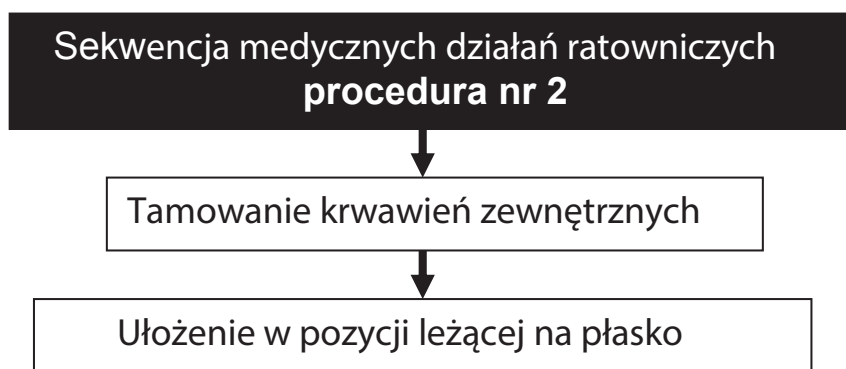 Sekwencja medycznych działań ratowniczych
procedura nr 2
Tamowanie krwawień zewnętrznych
Ułożenie w pozycji leżącej na płasko